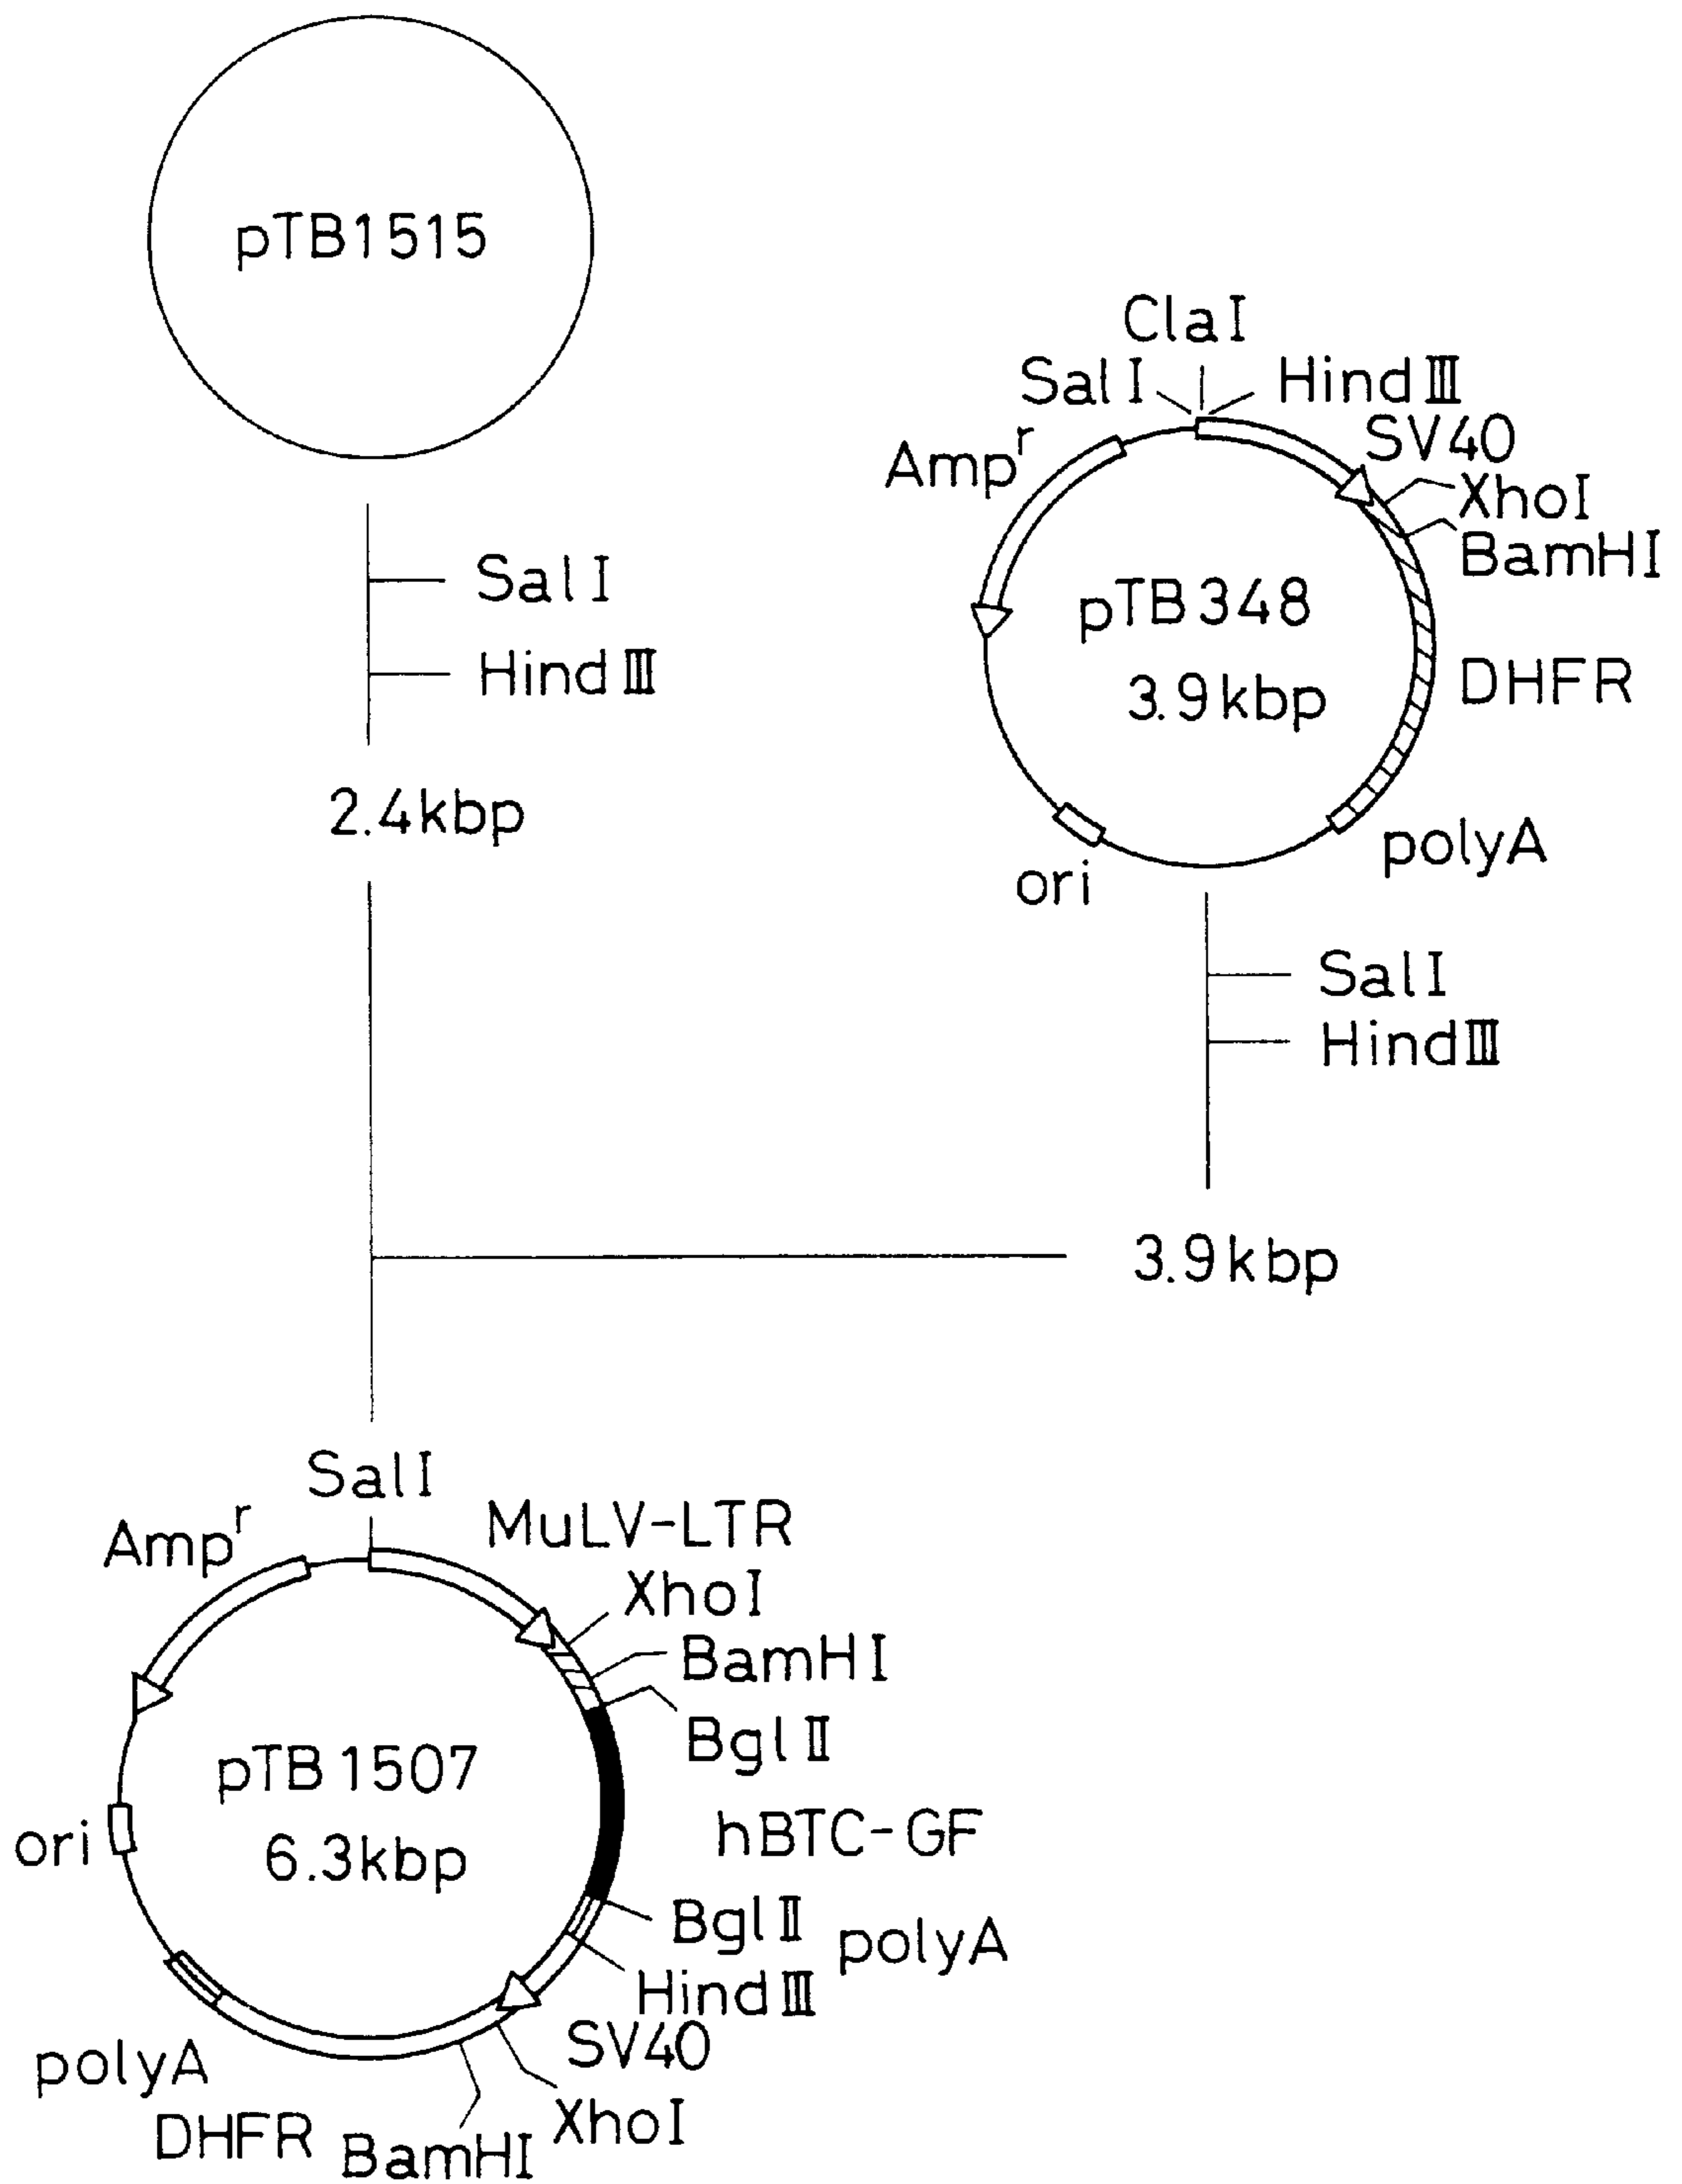 pTB1515
SalI
HindIII
2.4kbp
ClaI
SalI
HindIII
Amp^r
SV40
XhoI
BamHI
pTB348
3.9kbp
DHFR
polyA
ori
SalI
HindIII
3.9kbp
SalI
Amp^r
MuLV-LTR
XhoI
BamHI
BglII
pTB1507
6.3kbp
hBTC-GF
ori
BglII
polyA
HindIII
SV40
XhoI
polyA
DHFR
BamHI